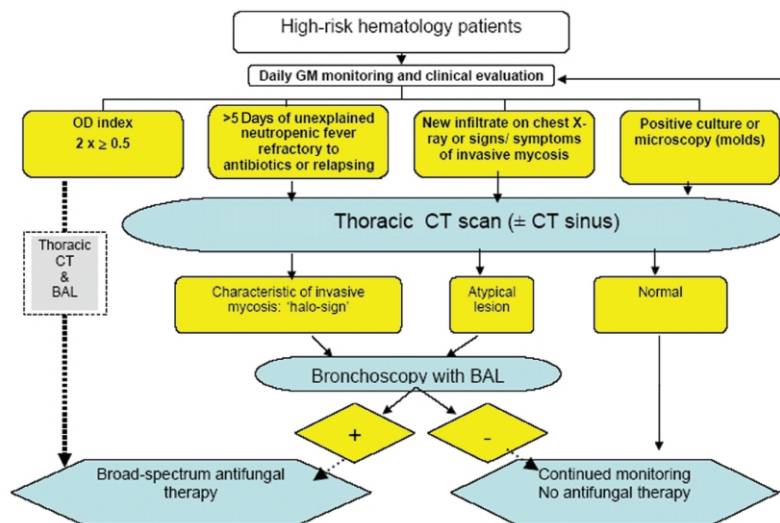 High-risk hematology patients
Daily GM monitoring and clinical evaluation
OD index
2 x ≥ 0.5
>5 Days of unexplained
neutropenic fever
refractory to
antibiotics or relapsing
New infiltrate on chest X-
ray or signs/ symptoms
of invasive mycosis
Positive culture or
microscopy (molds)
Thoracic CT scan (± CT sinus)
Thoracic
CT
&
BAL
Characteristic of invasive
mycosis: ‘halo-sign’
Atypical
lesion
Normal
Bronchoscopy with BAL
+
-
Broad-spectrum antifungal
therapy
Continued monitoring
No antifungal therapy